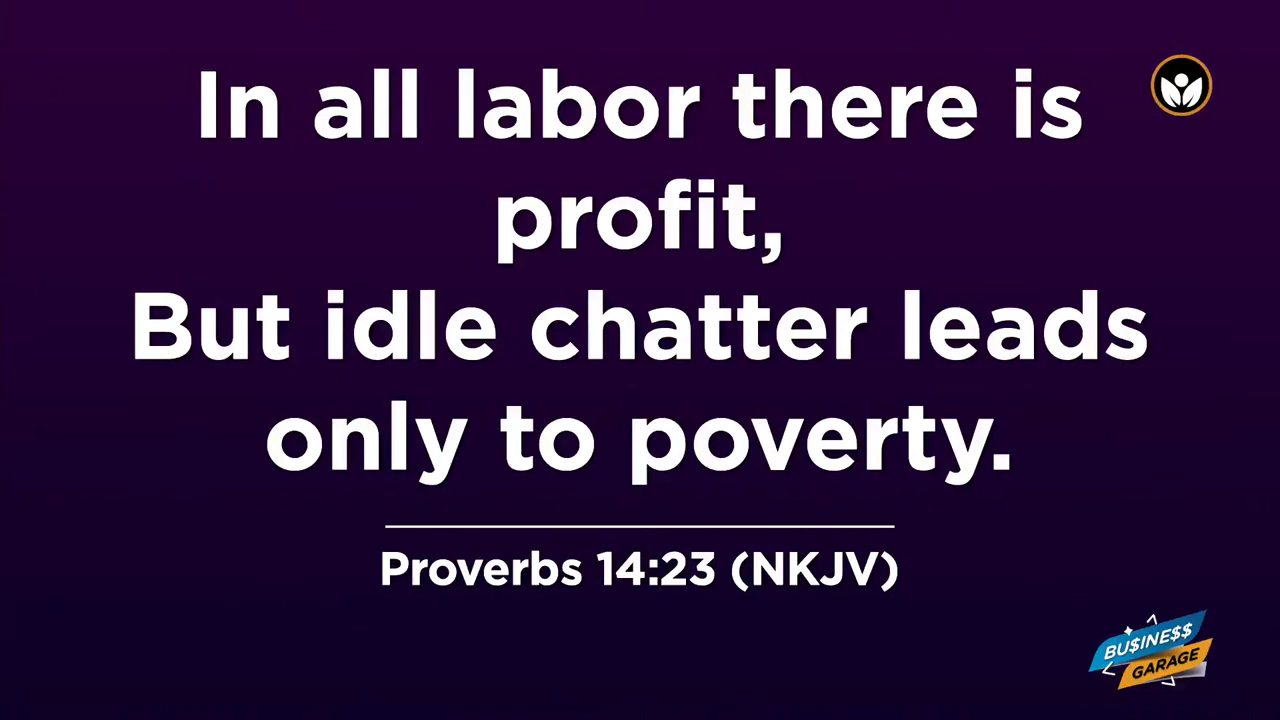 In all labor there is
profit,
But idle chatter leads
only to poverty.
Proverbs 14:23 (NKJV)
BU$INE$$
GARAGE